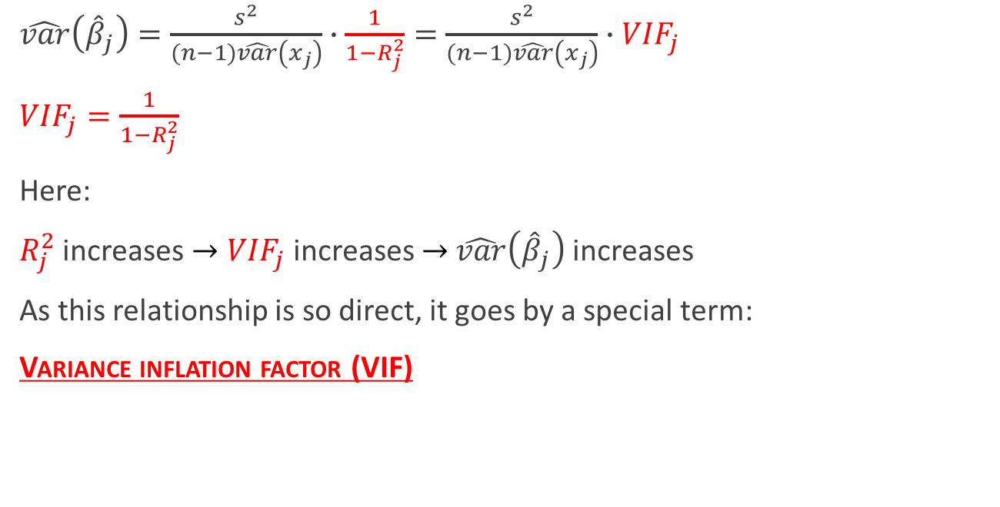 $\widehat{var}(\hat{\beta}_j) = \frac{s^2}{(n-1)\widehat{var}(x_j)} \cdot \frac{1}{1-R_j^2} = \frac{s^2}{(n-1)\widehat{var}(x_j)} \cdot VIF_j$
$VIF_j = \frac{1}{1-R_j^2}$
Here:
$R_j^2$ increases → $VIF_j$ increases → $\widehat{var}(\hat{\beta}_j)$ increases
As this relationship is so direct, it goes by a special term:
VARIANCE INFLATION FACTOR (VIF)